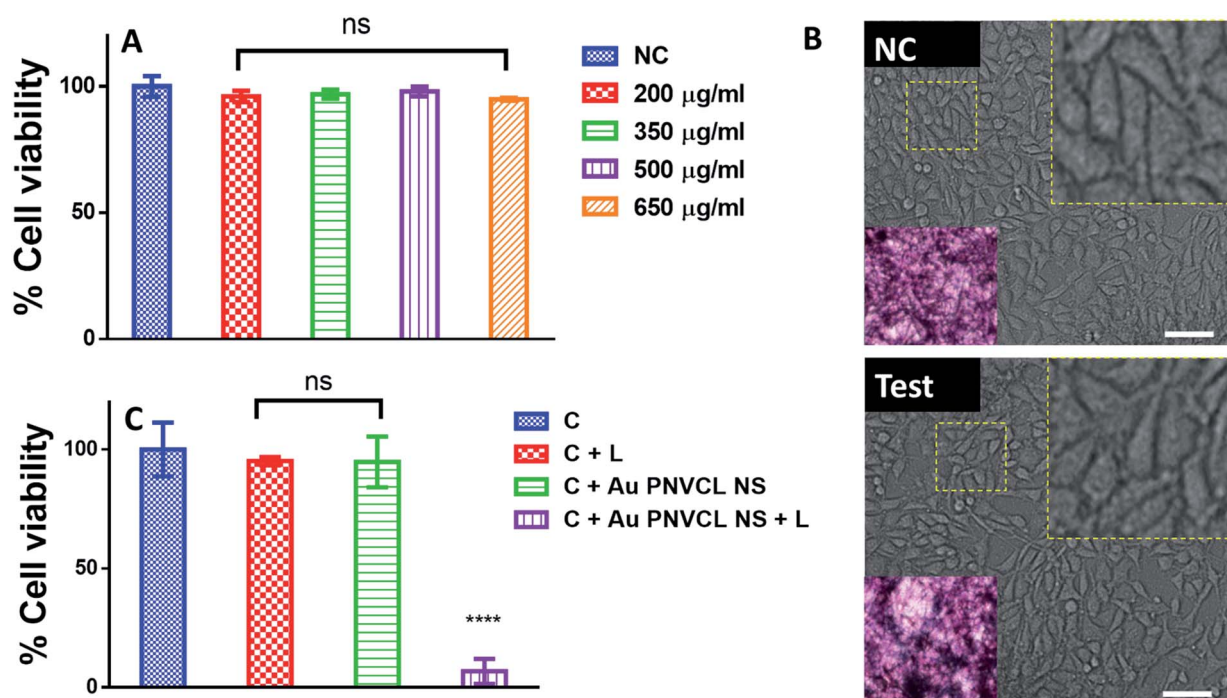 A
ns
NC
200 μg/ml
350 μg/ml
500 μg/ml
650 μg/ml
% Cell viability
100
50
0
B
NC
Test
C
ns
C
C + L
C + Au PNVCL NS
C + Au PNVCL NS + L
% Cell viability
100
50
0
****